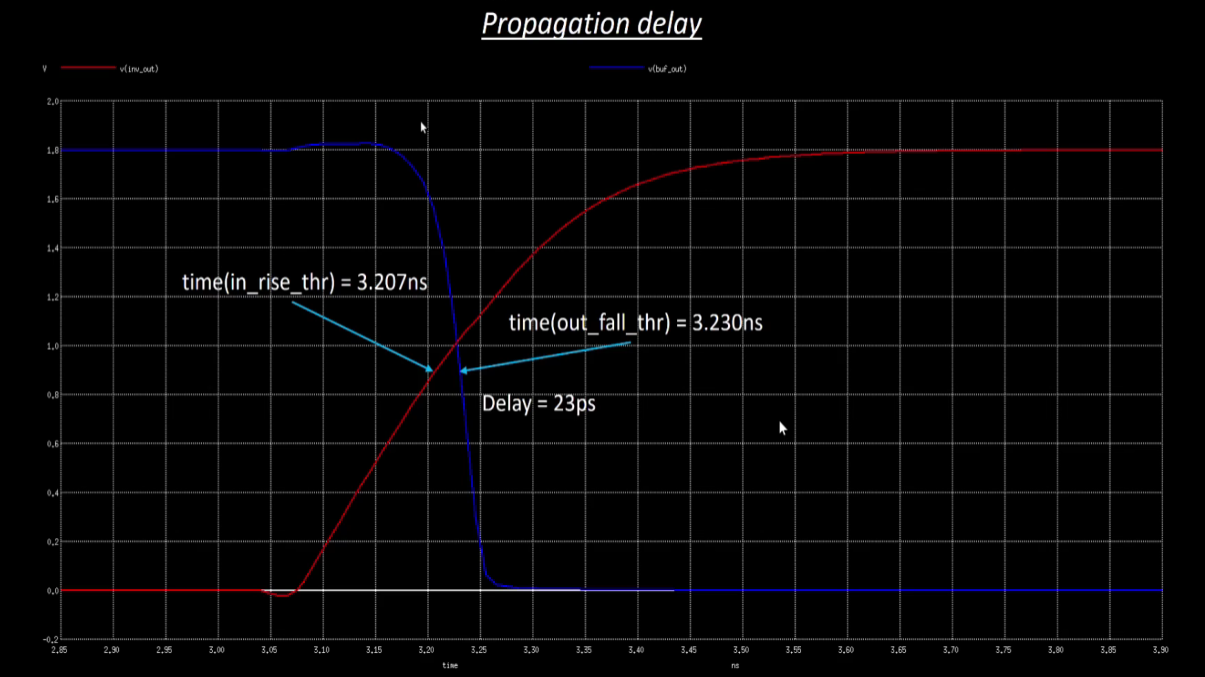 Propagation delay
V
v(inv_out)
v(buf_out)
2.0
1.8
1.6
1.4
time(in_rise_thr) = 3.207ns
1.2
time(out_fall_thr) = 3.230ns
1.0
0.8
Delay = 23ps
0.6
0.4
0.2
0.0
-0.2
2.85 2.90 2.95 3.00 3.05 3.10 3.15 3.20 3.25 3.30 3.35 3.40 3.45 3.50 3.55 3.60 3.65 3.70 3.75 3.80 3.85 3.90
time ns